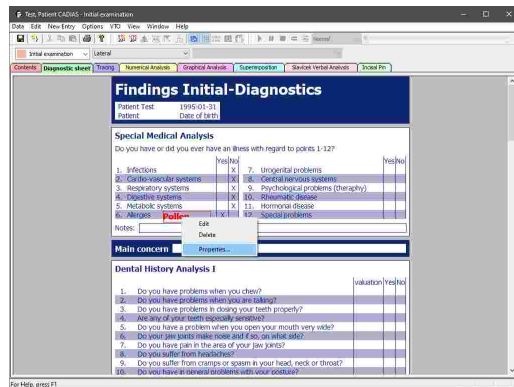 Test, Patient CADIAS - Initial examination
Data Edit New Entry Options VTO View Window Help
Normal
Initial examination Lateral
Contents Diagnostic sheet Tracing Numerical Analysis Graphical Analysis Superimposition Slavicek Verbal Analysis Incisal Pin
Findings Initial-Diagnostics
Patient Test 1995-01-31
Patient Date of birth
Special Medical Analysis
Do you have or did you ever have an illness with regard to points 1-12?
Yes No Yes No
1. Infections X 7. Urogenital problems
2. Cardio-vascular systems X 8. Central nervous systems
3. Respiratory systems X 9. Psychological problems (theraphy)
4. Digestive systems X 10. Rheumatic disease
5. Metabolic systems X 11. Hormonal disease
6. Allergies Pollen X 12. Special problems
Notes:
Edit
Delete
Properties...
Main concern
Dental History Analysis I
valuation Yes No
1. Do you have problems when you chew?
2. Do you have problems when you are talking?
3. Do you have problems in closing your teeth properly?
4. Are any of your teeth especially sensitive?
5. Do you have a problem when you open your mouth very wide?
6. Do your jaw joints make noise and if so, on what side?
7. Do you have pain in the area of your jaw joints?
8. Do you suffer from headaches?
9. Do you suffer from cramps or spasm in your head, neck or throat?
10. Do you have in general problems with your posture?
For Help, press F1